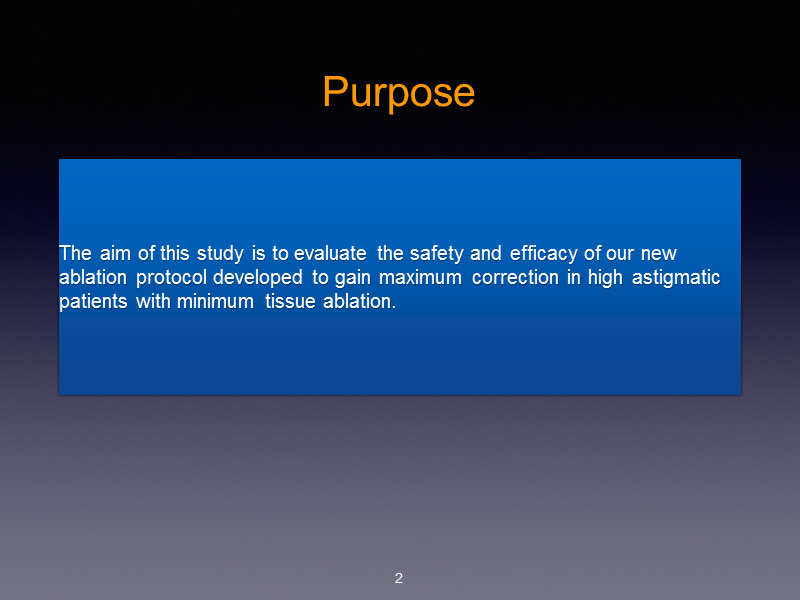 Purpose
The aim of this study is to evaluate the safety and efficacy of our new
ablation protocol developed to gain maximum correction in high astigmatic
patients with minimum tissue ablation.
2